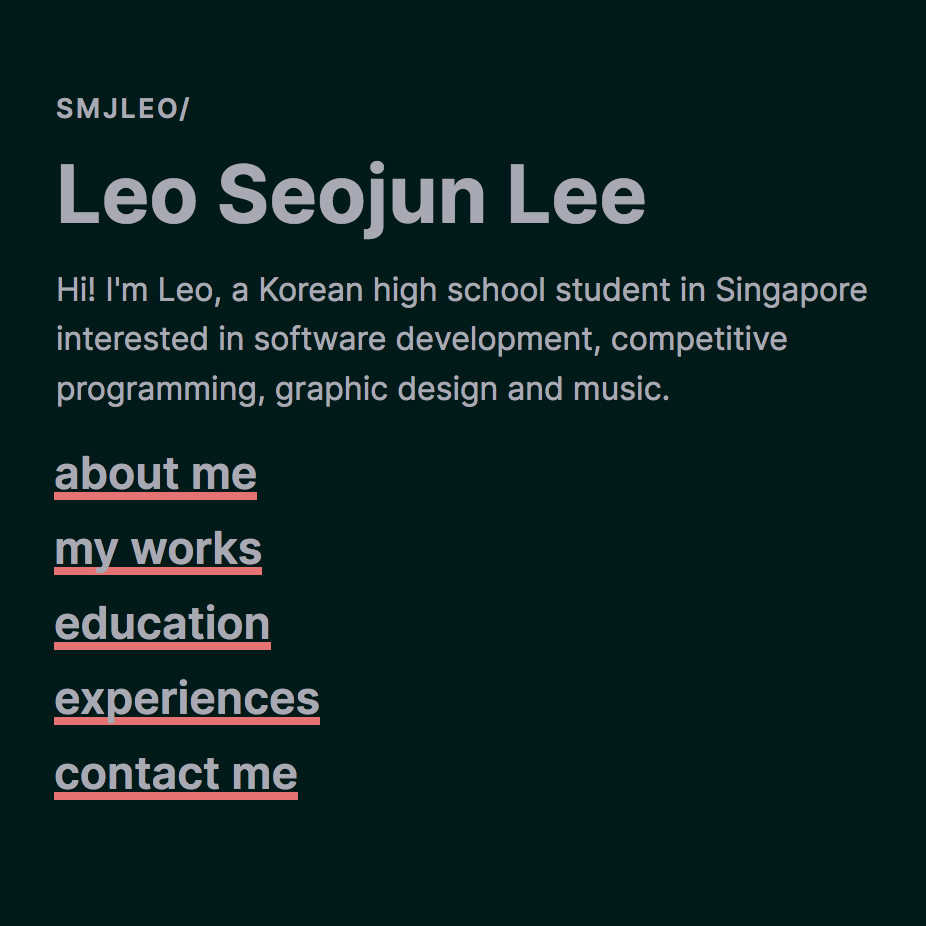 SMJLEO/
Leo Seojun Lee
Hi! I'm Leo, a Korean high school student in Singapore
interested in software development, competitive
programming, graphic design and music.
about me
my works
education
experiences
contact me